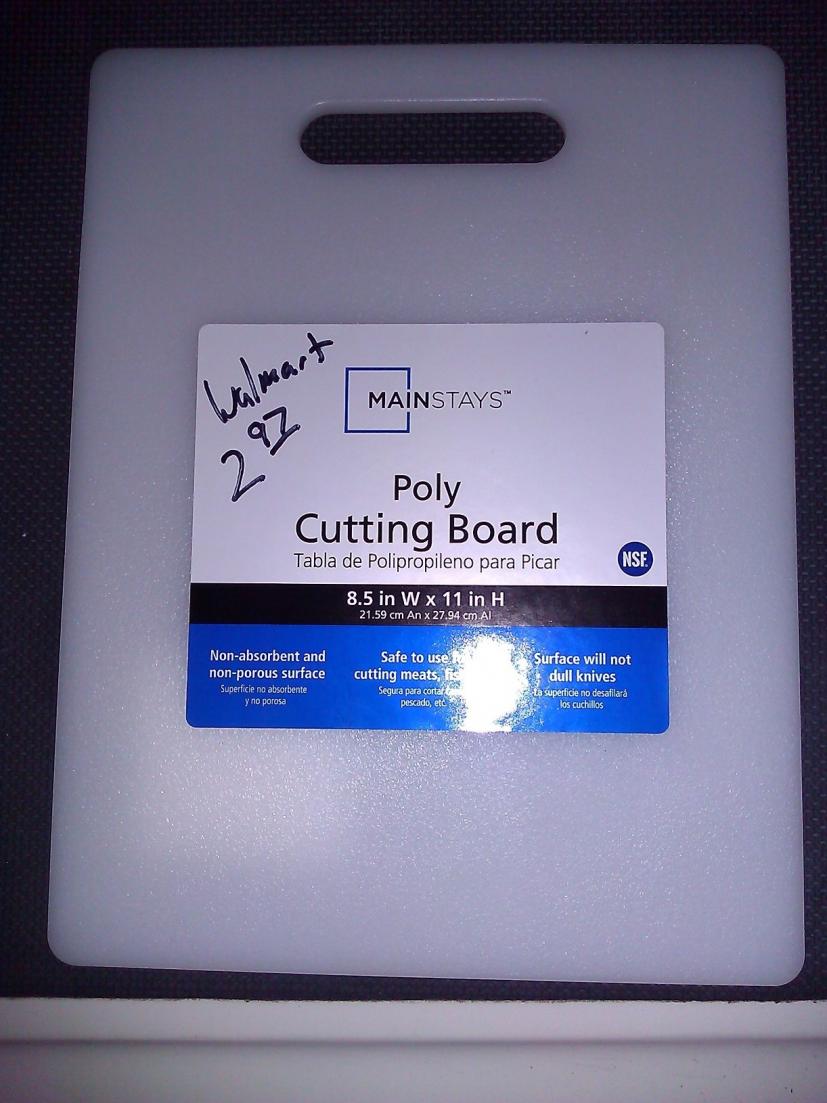 Walmart
2 97
MAINSTAYS™
Poly
Cutting Board
Tabla de Polipropileno para Picar
NSF.
8.5 in W x 11 in H
21.59 cm An x 27.94 cm Al
Non-absorbent and
non-porous surface
Superficie no absorbente
y no porosa
Safe to use
cutting meats,
Segura para cortar
pescado, etc.
Surface will not
dull knives
La superficie no desafilará
los cuchillos